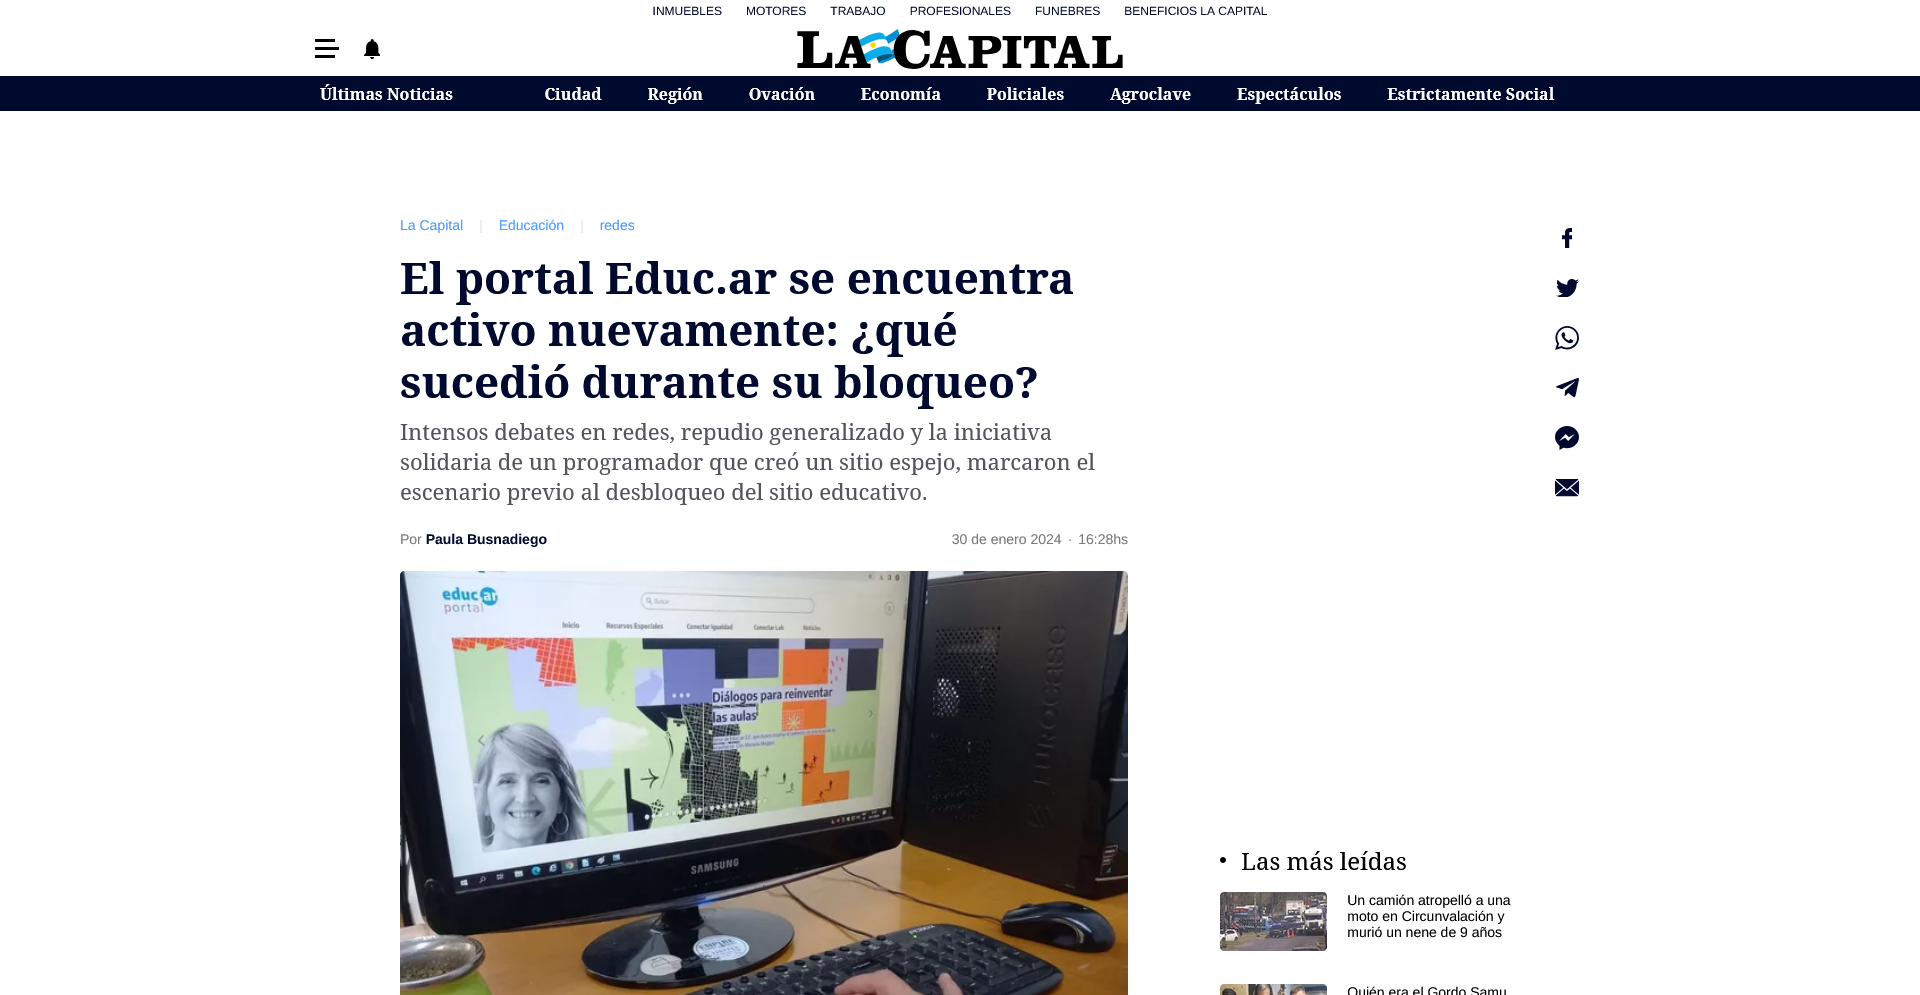 INMUEBLES MOTORES TRABAJO PROFESIONALES FUNEBRES BENEFICIOS LA CAPITAL
LA CAPITAL
Últimas Noticias Ciudad Región Ovación Economía Policiales Agroclave Espectáculos Estrictamente Social
La Capital | Educación | redes
El portal Educ.ar se encuentra
activo nuevamente: ¿qué
sucedió durante su bloqueo?
Intensos debates en redes, repudio generalizado y la iniciativa
solidaria de un programador que creó un sitio espejo, marcaron el
escenario previo al desbloqueo del sitio educativo.
Por Paula Busnadiego 30 de enero 2024 · 16:28hs
educ.ar
portal
Buscar
Inicio Recursos Especiales Conectar Igualdad Conectar Lab Noticias
Diálogos para reinventar
las aulas
SAMSUNG
EUROCASE
EMPIRE
• Las más leídas
Un camión atropelló a una
moto en Circunvalación y
murió un nene de 9 años
Quién era el Gordo Samu